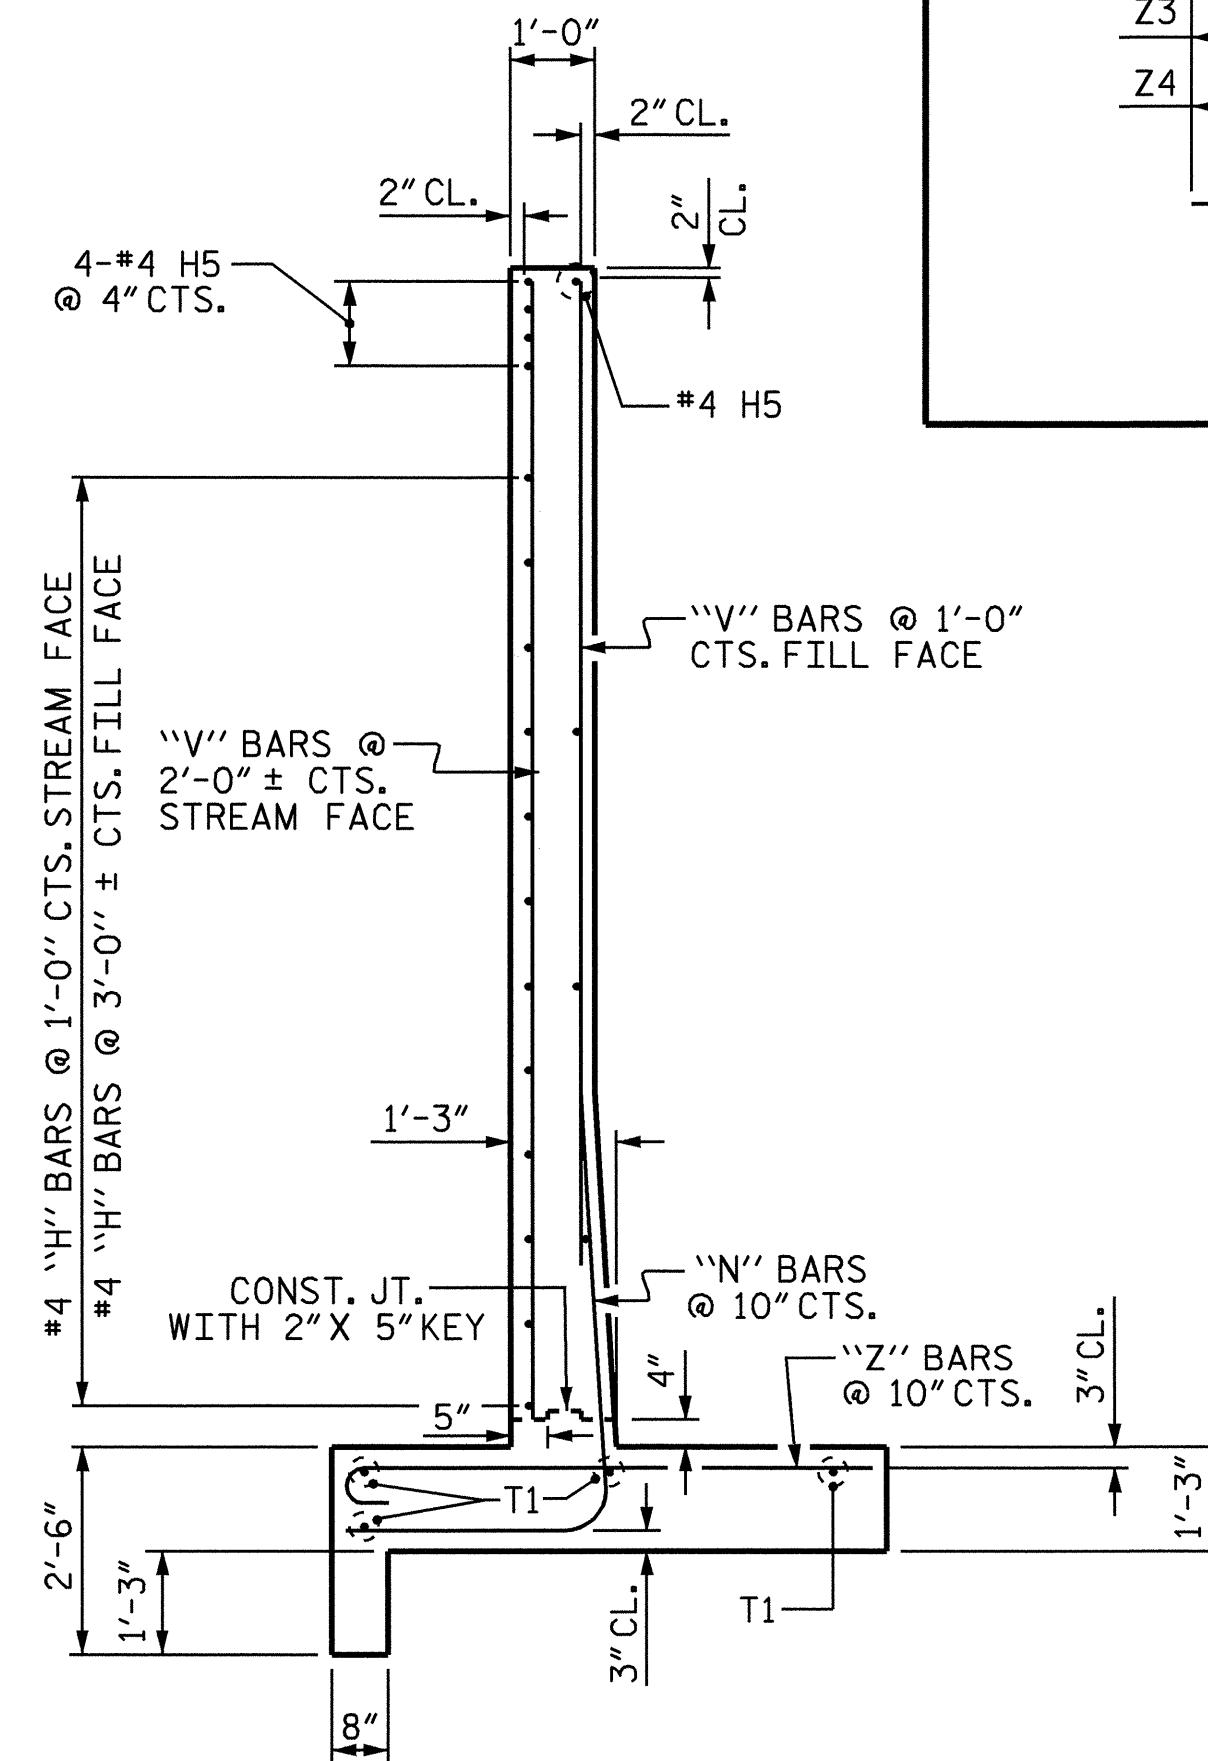 1'-0"
Z3
Z4
2" CL.
2" CL.
2"
CL.
4-#4 H5
@ 4" CTS.
#4 H5
#4 "H" BARS @ 1'-0" CTS. STREAM FACE
#4 "H" BARS @ 3'-0" ± CTS. FILL FACE
"V" BARS @ 1'-0"
CTS. FILL FACE
"V" BARS @
2'-0" ± CTS.
STREAM FACE
1'-3"
CONST. JT.
WITH 2" X 5" KEY
"N" BARS
@ 10" CTS.
4"
"Z" BARS
@ 10" CTS.
3" CL.
5"
T1
1'-3"
2'-6"
1'-3"
3" CL.
T1
8"